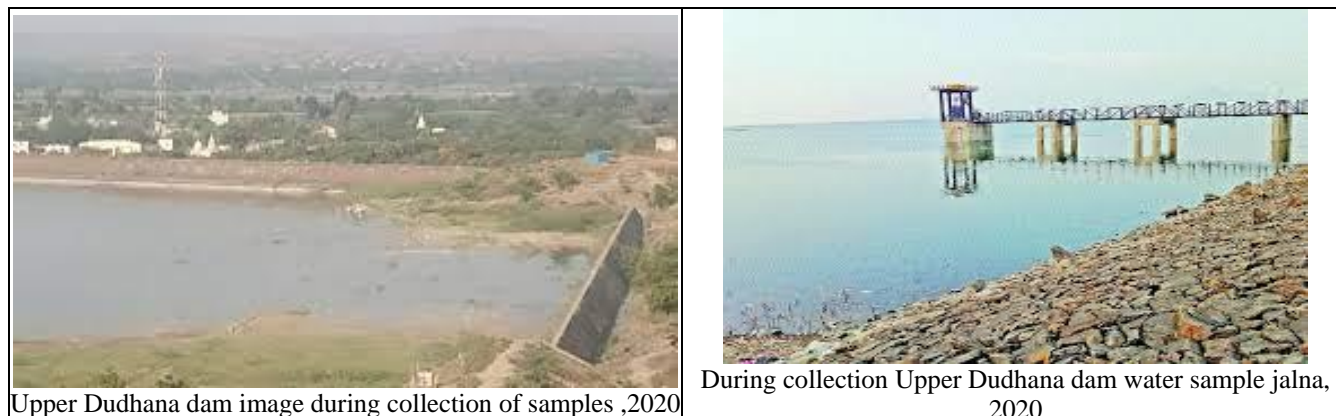 Upper Dudhana dam image during collection of samples ,2020
During collection Upper Dudhana dam water sample jalna,
2020